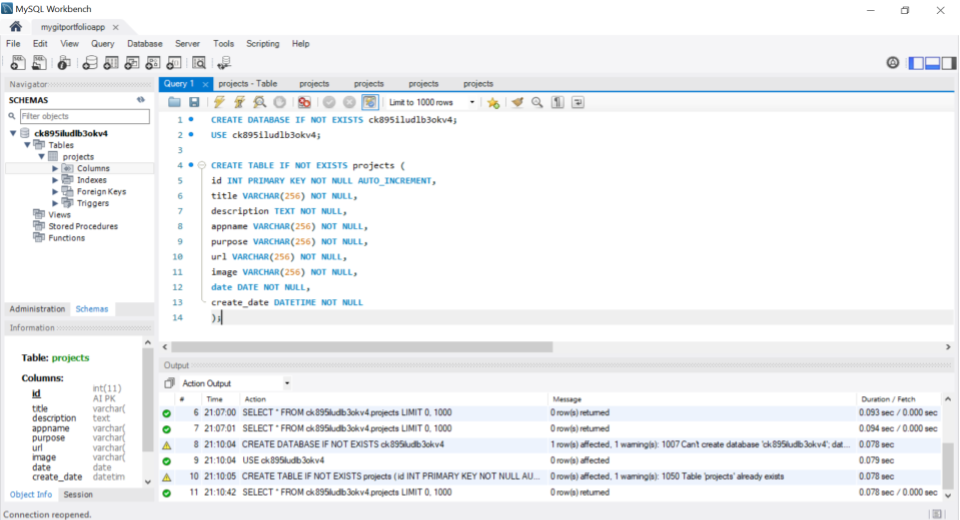 MySQL Workbench
mygitportfolioapp
File Edit View Query Database Server Tools Scripting Help
Navigator
SCHEMAS
Filter objects
ck895iludlb3okv4
Tables
projects
Columns
Indexes
Foreign Keys
Triggers
Views
Stored Procedures
Functions
Administration Schemas
Information
Table: projects
Columns:
id int(11) AI PK
title varchar(
description text
appname varchar(
purpose varchar(
url varchar(
image varchar(
date date
create_date datetim
Object Info Session
Connection reopened.
Query 1 projects - Table projects projects projects projects
Limit to 1000 rows
1 CREATE DATABASE IF NOT EXISTS ck895iludlb3okv4;
2 USE ck895iludlb3okv4;
3
4 CREATE TABLE IF NOT EXISTS projects (
5 id INT PRIMARY KEY NOT NULL AUTO_INCREMENT,
6 title VARCHAR(256) NOT NULL,
7 description TEXT NOT NULL,
8 appname VARCHAR(256) NOT NULL,
9 purpose VARCHAR(256) NOT NULL,
10 url VARCHAR(256) NOT NULL,
11 image VARCHAR(256) NOT NULL,
12 date DATE NOT NULL,
13 create_date DATETIME NOT NULL
14 );
Output
Action Output
# Time Action Message Duration / Fetch
6 21:07:00 SELECT * FROM ck895iludlb3okv4.projects LIMIT 0, 1000 0 row(s) returned 0.093 sec / 0.000 sec
7 21:07:01 SELECT * FROM ck895iludlb3okv4.projects LIMIT 0, 1000 0 row(s) returned 0.094 sec / 0.000 sec
8 21:10:04 CREATE DATABASE IF NOT EXISTS ck895iludlb3okv4 1 row(s) affected, 1 warning(s): 1007 Can't create database 'ck895iludlb3okv4'; dat... 0.078 sec
9 21:10:04 USE ck895iludlb3okv4 0 row(s) affected 0.079 sec
10 21:10:05 CREATE TABLE IF NOT EXISTS projects ( id INT PRIMARY KEY NOT NULL AU... 0 row(s) affected, 1 warning(s): 1050 Table 'projects' already exists 0.078 sec
11 21:10:42 SELECT * FROM ck895iludlb3okv4.projects LIMIT 0, 1000 0 row(s) returned 0.078 sec / 0.000 sec